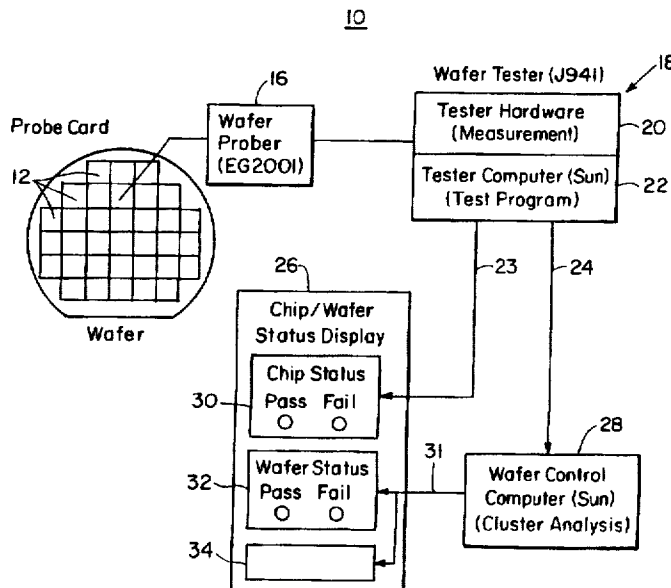 10
16
18
Wafer Tester (J941)
Probe Card
Wafer
Prober
(EG2001)
Tester Hardware
(Measurement)
20
12
Tester Computer (Sun)
(Test Program)
22
23
24
26
Wafer
Chip/Wafer
Status Display
Chip Status
Pass Fail
30
28
31
Wafer Status
Pass Fail
32
Wafer Control
Computer (Sun)
(Cluster Analysis)
34